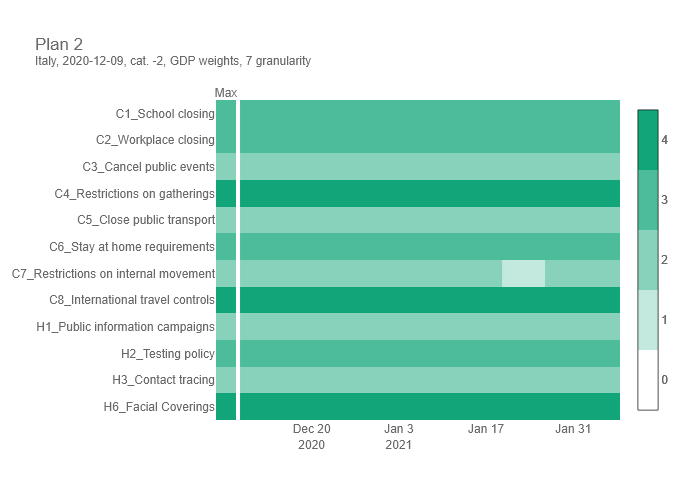 Plan 2
Italy, 2020-12-09, cat. -2, GDP weights, 7 granularity
Max
C1_School closing
C2_Workplace closing
C3_Cancel public events
C4_Restrictions on gatherings
C5_Close public transport
C6_Stay at home requirements
C7_Restrictions on internal movement
C8_International travel controls
H1_Public information campaigns
H2_Testing policy
H3_Contact tracing
H6_Facial Coverings
Dec 20 Jan 3 Jan 17 Jan 31
2020 2021
4
3
2
1
0